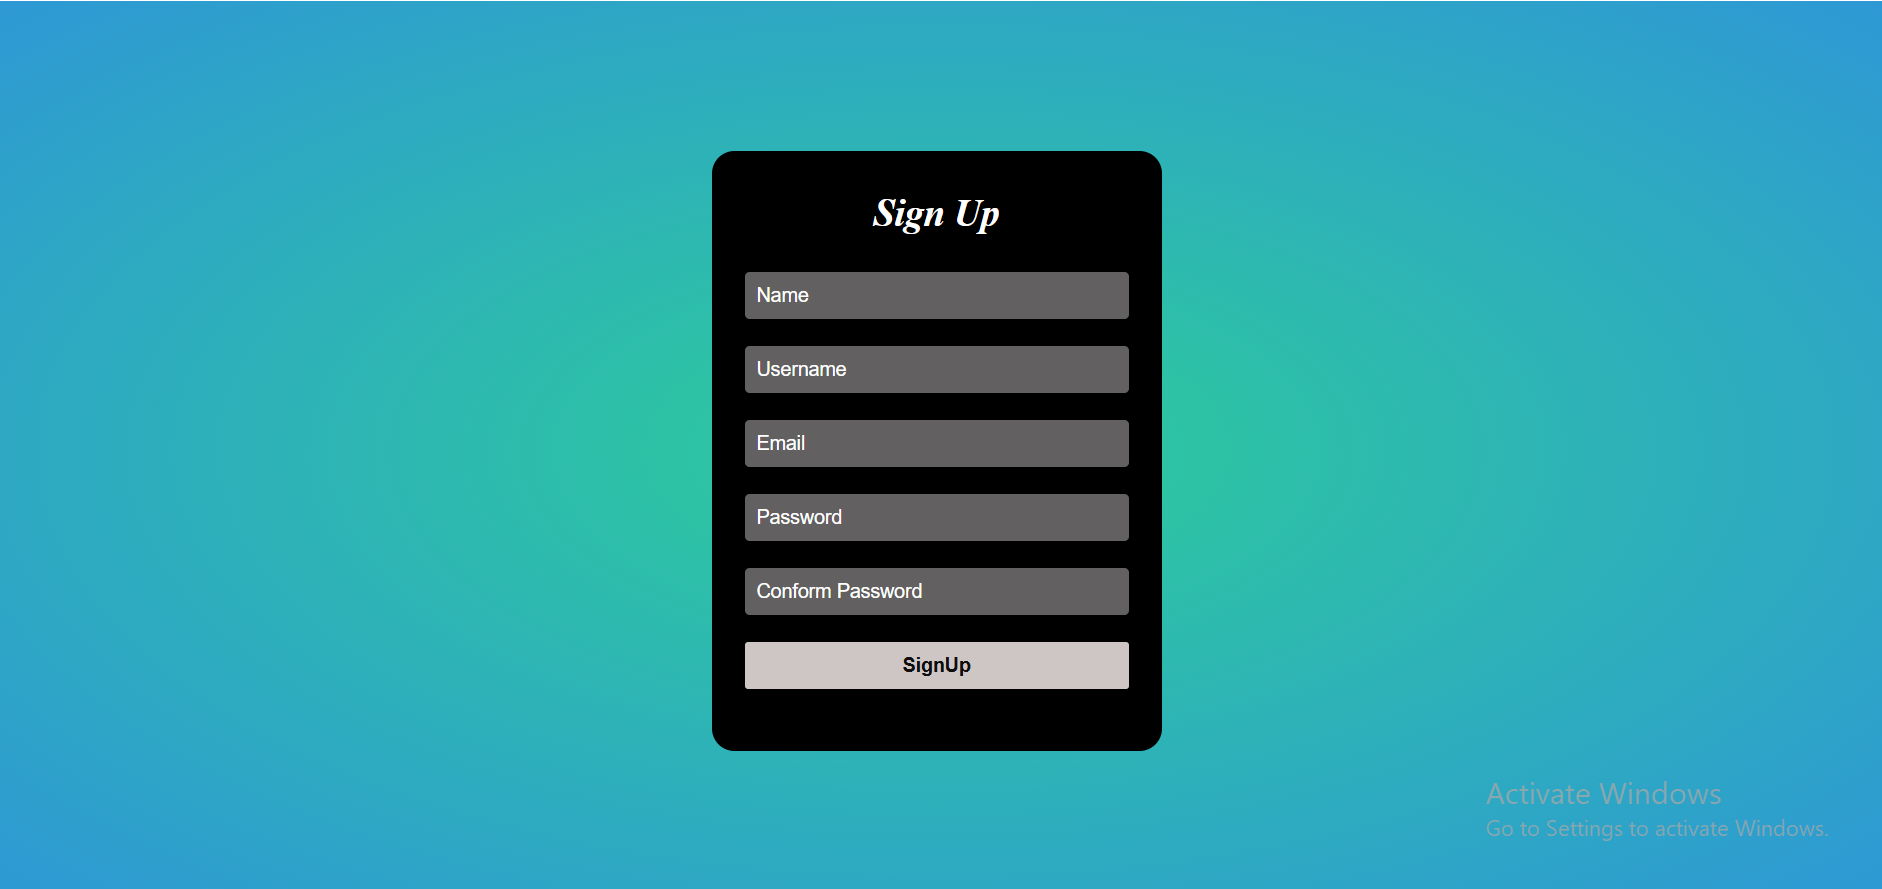 Sign Up
Name
Username
Email
Password
Conform Password
SignUp
Activate Windows
Go to Settings to activate Windows.